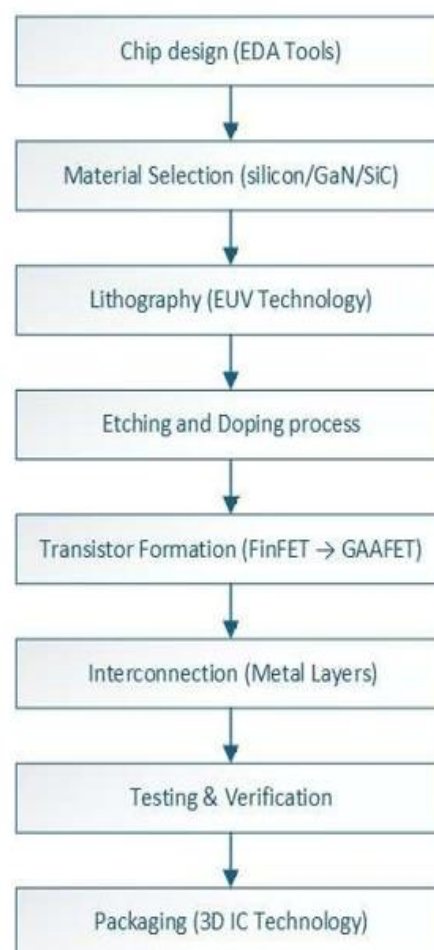 Chip design (EDA Tools)
Material Selection (silicon/GaN/SiC)
Lithography (EUV Technology)
Etching and Doping process
Transistor Formation (FinFET → GAAFET)
Interconnection (Metal Layers)
Testing & Verification
Packaging (3D IC Technology)